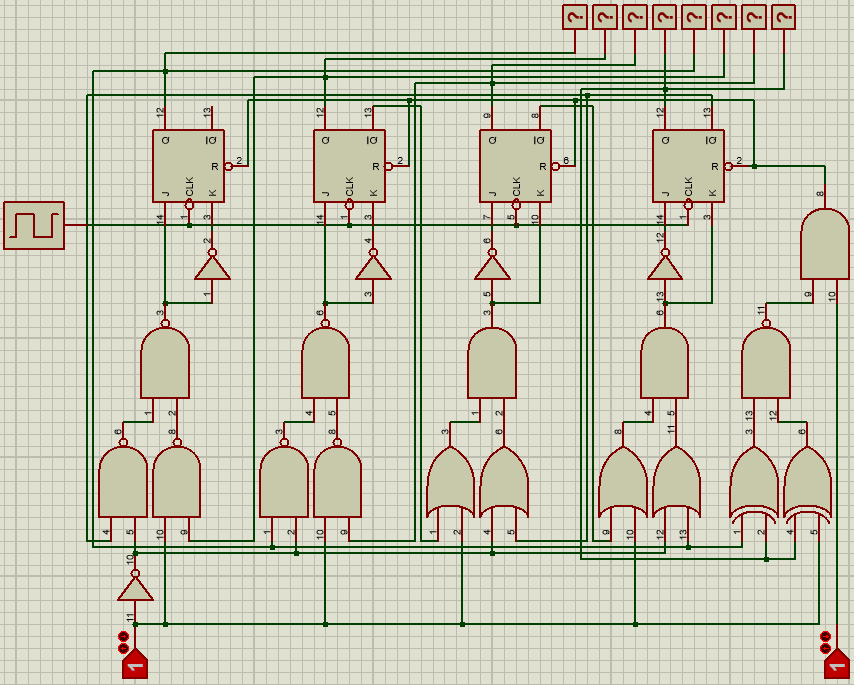 ? ? ? ? ? ? ? ?
12 13 12 13 9 8 12 13
Q !Q Q !Q Q !Q Q !Q
R 2 R 2 R 6 R 2
J CLK K J CLK K J CLK K J CLK K
8
14 1 3 14 1 3 7 5 10 14 1 3
2 4 6 12
1 3 5 13 9 10
3 6 3 6 11
1 2 4 5 1 2 4 5 13 12
6 8 3 8 3 6 8 11 3 6
4 5 10 9 1 2 10 9 1 2 4 5 9 10 12 13 1 2 4 5
10
11
1 1